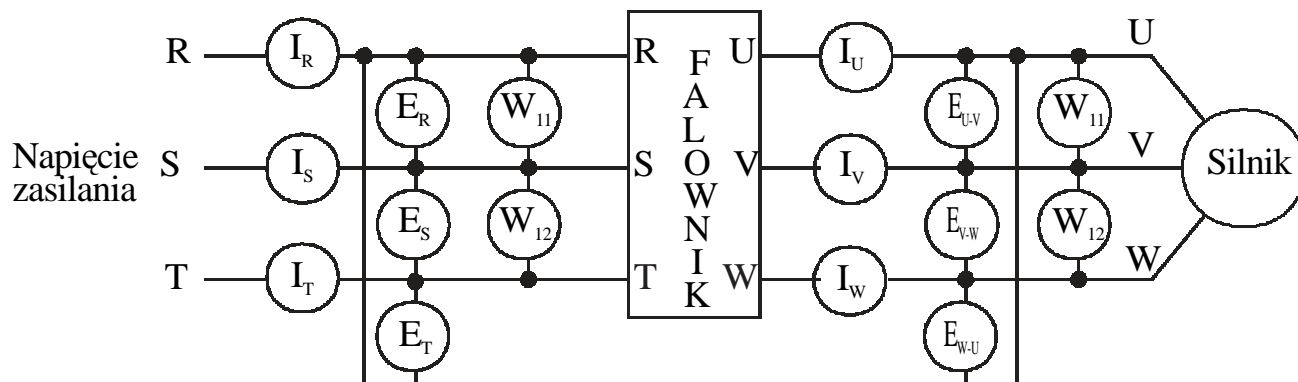 R I_R E_R W_11 R U I_U E_U-V W_11 U
Napięcie
zasilania
S I_S E_S W_12 S V I_V E_V-W W_12 V
T I_T E_T T W I_W E_W-U W
FALOWNIK
Silnik